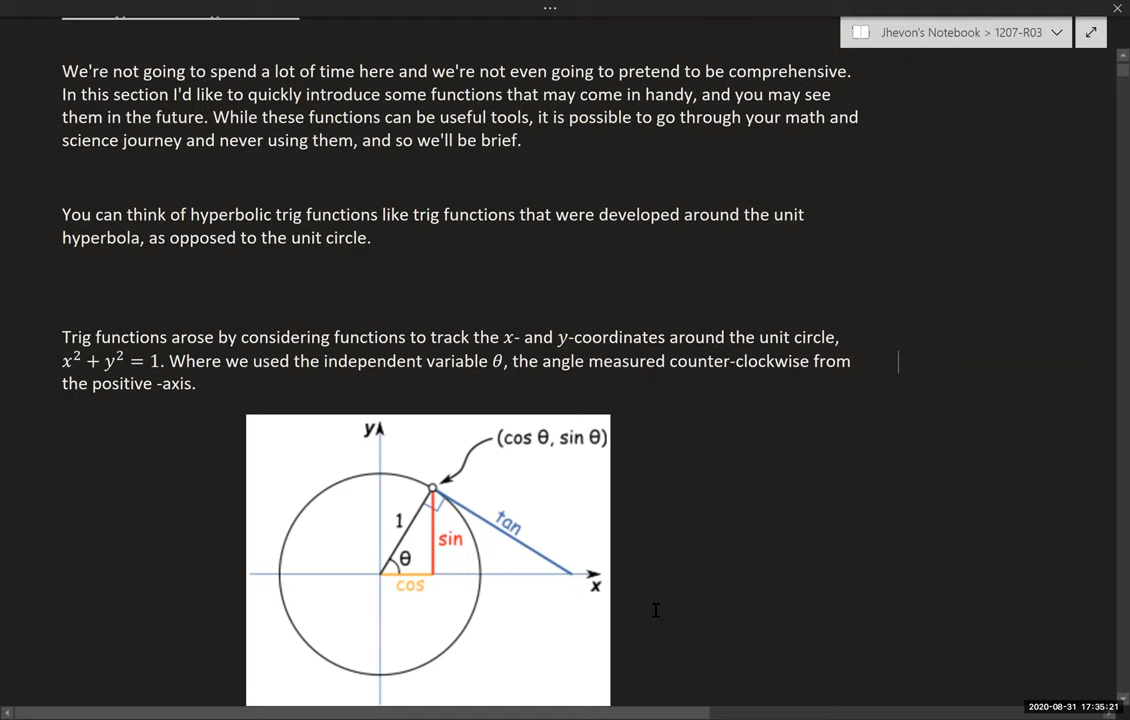 Jhevon's Notebook > 1207-R03
We're not going to spend a lot of time here and we're not even going to pretend to be comprehensive.
In this section I'd like to quickly introduce some functions that may come in handy, and you may see
them in the future. While these functions can be useful tools, it is possible to go through your math and
science journey and never using them, and so we'll be brief.
You can think of hyperbolic trig functions like trig functions that were developed around the unit
hyperbola, as opposed to the unit circle.
Trig functions arose by considering functions to track the x- and y-coordinates around the unit circle,
x² + y² = 1. Where we used the independent variable θ, the angle measured counter-clockwise from
the positive -axis.
y
(cos θ, sin θ)
1
tan
sin
θ
cos
x
2020-08-31 17:35:21